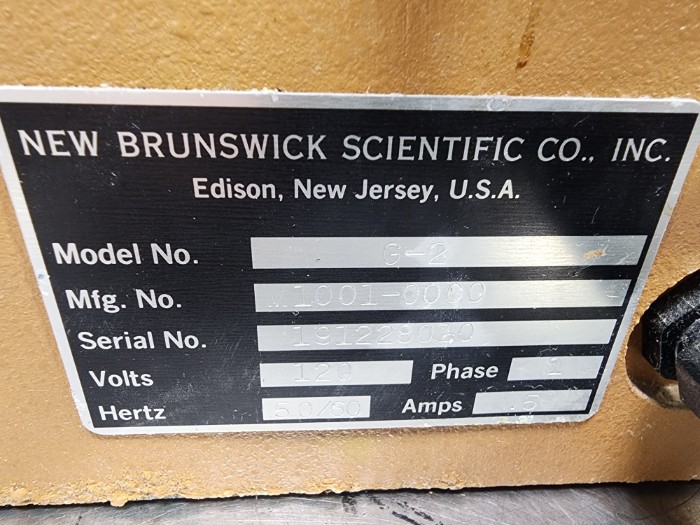 NEW BRUNSWICK SCIENTIFIC CO., INC.
Edison, New Jersey, U.S.A.
Model No. G-2
Mfg. No. M1001-0000
Serial No.
Volts 120 Phase 1
Hertz 50/60 Amps .5